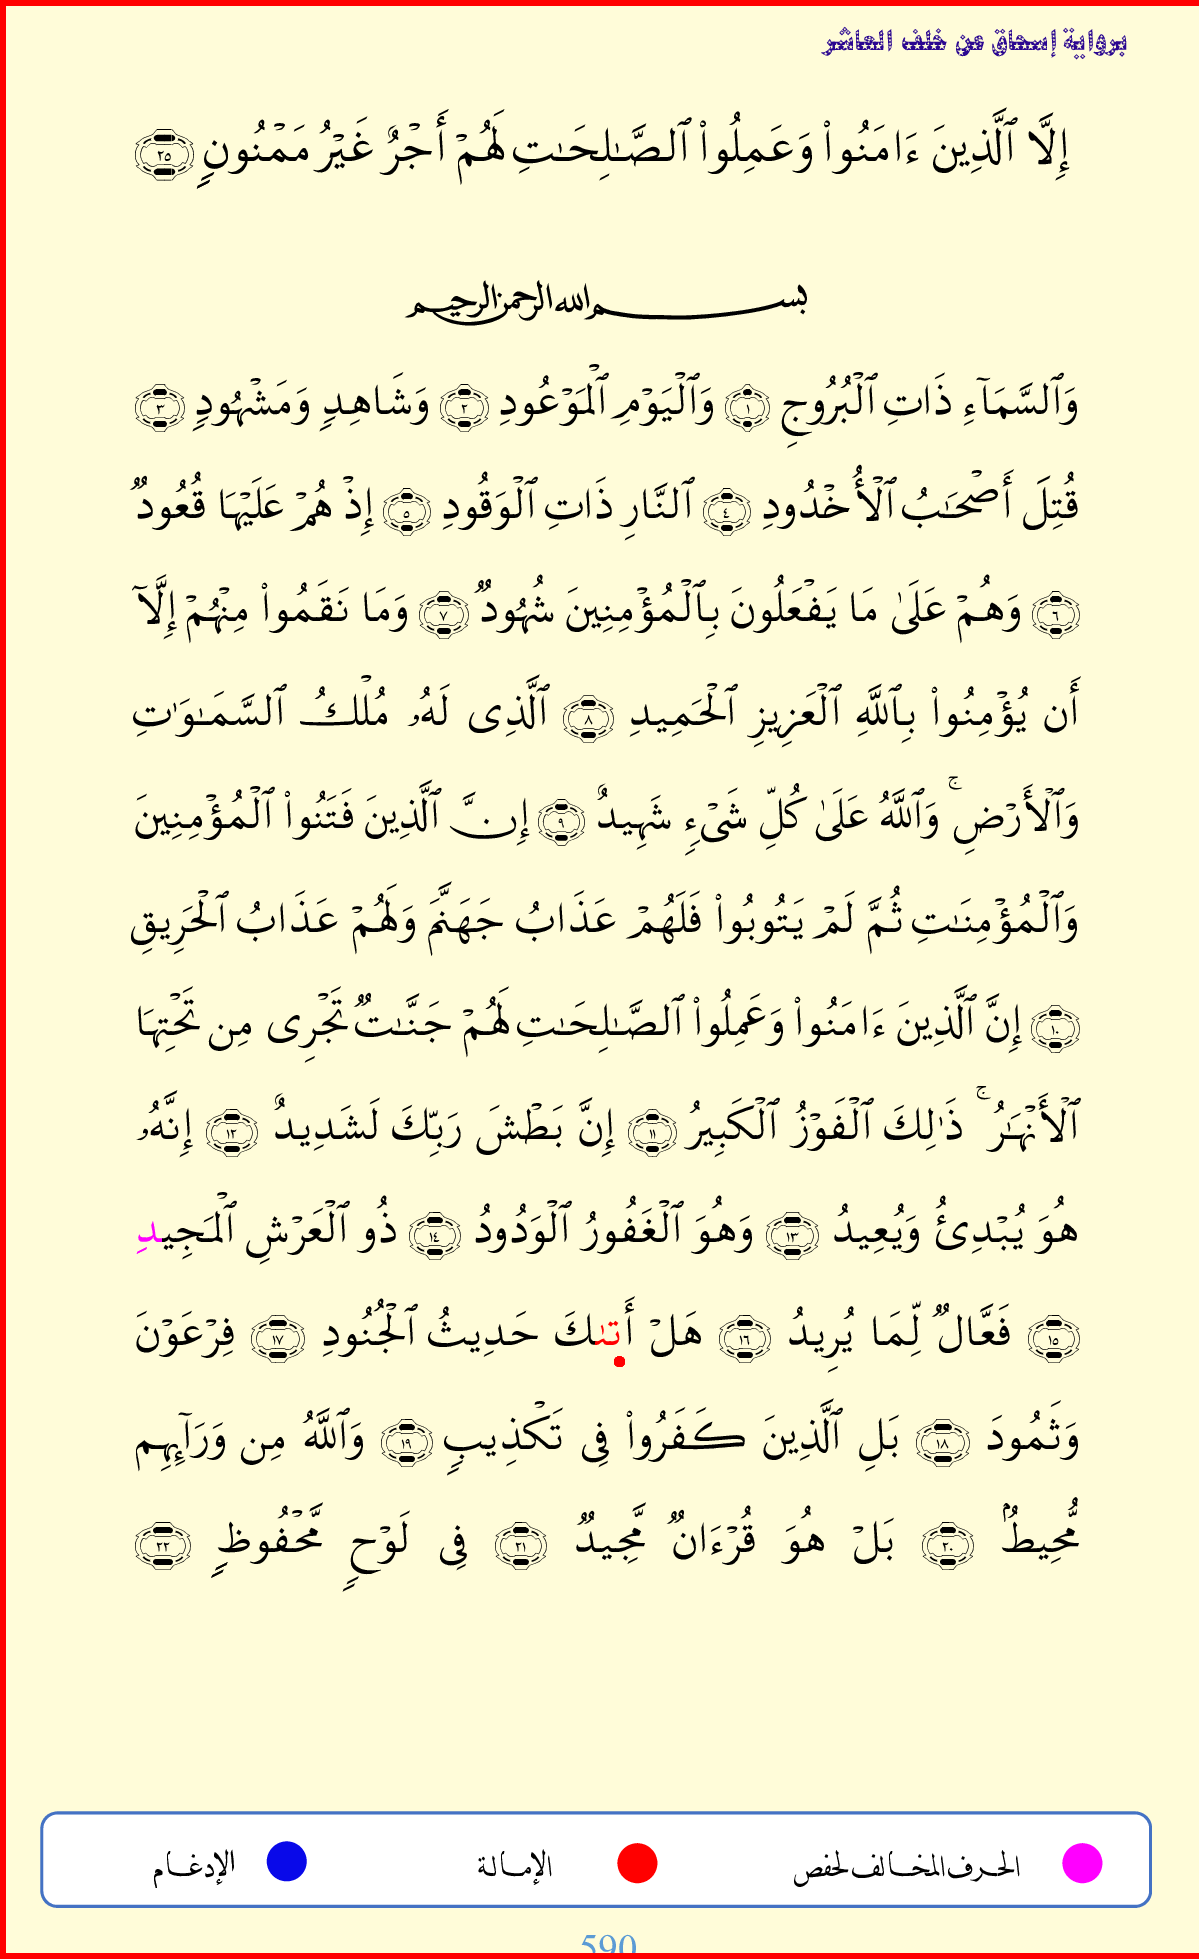 برواية إسحاق عن خلف العاشر
إِلَّا ٱلَّذِينَ ءَامَنُوا۟ وَعَمِلُوا۟ ٱلصَّـٰلِحَـٰتِ لَهُمۡ أَجۡرٌ غَيۡرُ مَمۡنُونٍۭ ٢٥
بسم الله الرحمن الرحيم
وَٱلسَّمَآءِ ذَاتِ ٱلۡبُرُوجِ ١ وَٱلۡيَوۡمِ ٱلۡمَوۡعُودِ ٢ وَشَاهِدٍ وَمَشۡهُودٍ ٣
قُتِلَ أَصۡحَـٰبُ ٱلۡأُخۡدُودِ ٤ ٱلنَّارِ ذَاتِ ٱلۡوَقُودِ ٥ إِذۡ هُمۡ عَلَيۡهَا قُعُودٌ
٦ وَهُمۡ عَلَىٰ مَا يَفۡعَلُونَ بِٱلۡمُؤۡمِنِينَ شُهُودٌ ٧ وَمَا نَقَمُوا۟ مِنۡهُمۡ إِلَّآ
أَن يُؤۡمِنُوا۟ بِٱللَّهِ ٱلۡعَزِيزِ ٱلۡحَمِيدِ ٨ ٱلَّذِى لَهُۥ مُلۡكُ ٱلسَّمَـٰوَٰتِ
وَٱلۡأَرۡضِۚ وَٱللَّهُ عَلَىٰ كُلِّ شَىۡءٍ شَهِيدٌ ٩ إِنَّ ٱلَّذِينَ فَتَنُوا۟ ٱلۡمُؤۡمِنِينَ
وَٱلۡمُؤۡمِنَـٰتِ ثُمَّ لَمۡ يَتُوبُوا۟ فَلَهُمۡ عَذَابُ جَهَنَّمَ وَلَهُمۡ عَذَابُ ٱلۡحَرِيقِ
١٠ إِنَّ ٱلَّذِينَ ءَامَنُوا۟ وَعَمِلُوا۟ ٱلصَّـٰلِحَـٰتِ لَهُمۡ جَنَّـٰتٌ تَجۡرِى مِن تَحۡتِهَا
ٱلۡأَنۡهَـٰرُۚ ذَٰلِكَ ٱلۡفَوۡزُ ٱلۡكَبِيرُ ١١ إِنَّ بَطۡشَ رَبِّكَ لَشَدِيدٌ ١٢ إِنَّهُۥ
هُوَ يُبۡدِئُ وَيُعِيدُ ١٣ وَهُوَ ٱلۡغَفُورُ ٱلۡوَدُودُ ١٤ ذُو ٱلۡعَرۡشِ ٱلۡمَجِيدِ
١٥ فَعَّالٌ لِّمَا يُرِيدُ ١٦ هَلۡ أَتىٰكَ حَدِيثُ ٱلۡجُنُودِ ١٧ فِرۡعَوۡنَ
وَثَمُودَ ١٨ بَلِ ٱلَّذِينَ كَفَرُوا۟ فِى تَكۡذِيبٍ ١٩ وَٱللَّهُ مِن وَرَآئِهِم
مُّحِيطُۢ ٢٠ بَلۡ هُوَ قُرۡءَانٌ مَّجِيدٌ ٢١ فِى لَوۡحٍ مَّحۡفُوظٍۭ ٢٢
الحرف المخالف لحفص الإمالة الإدغام
590